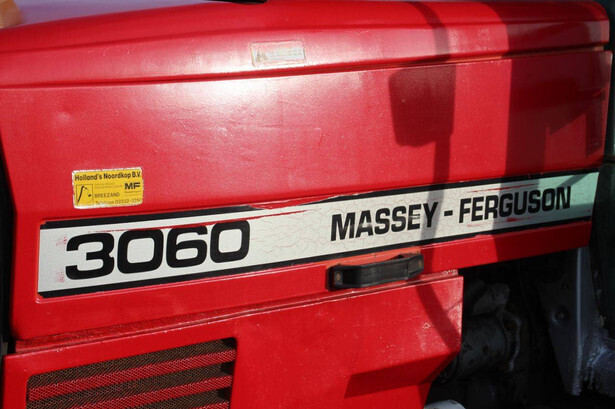 Holland's Noordkop B.V.
MF
BREEZAND
3060
MASSEY-FERGUSON